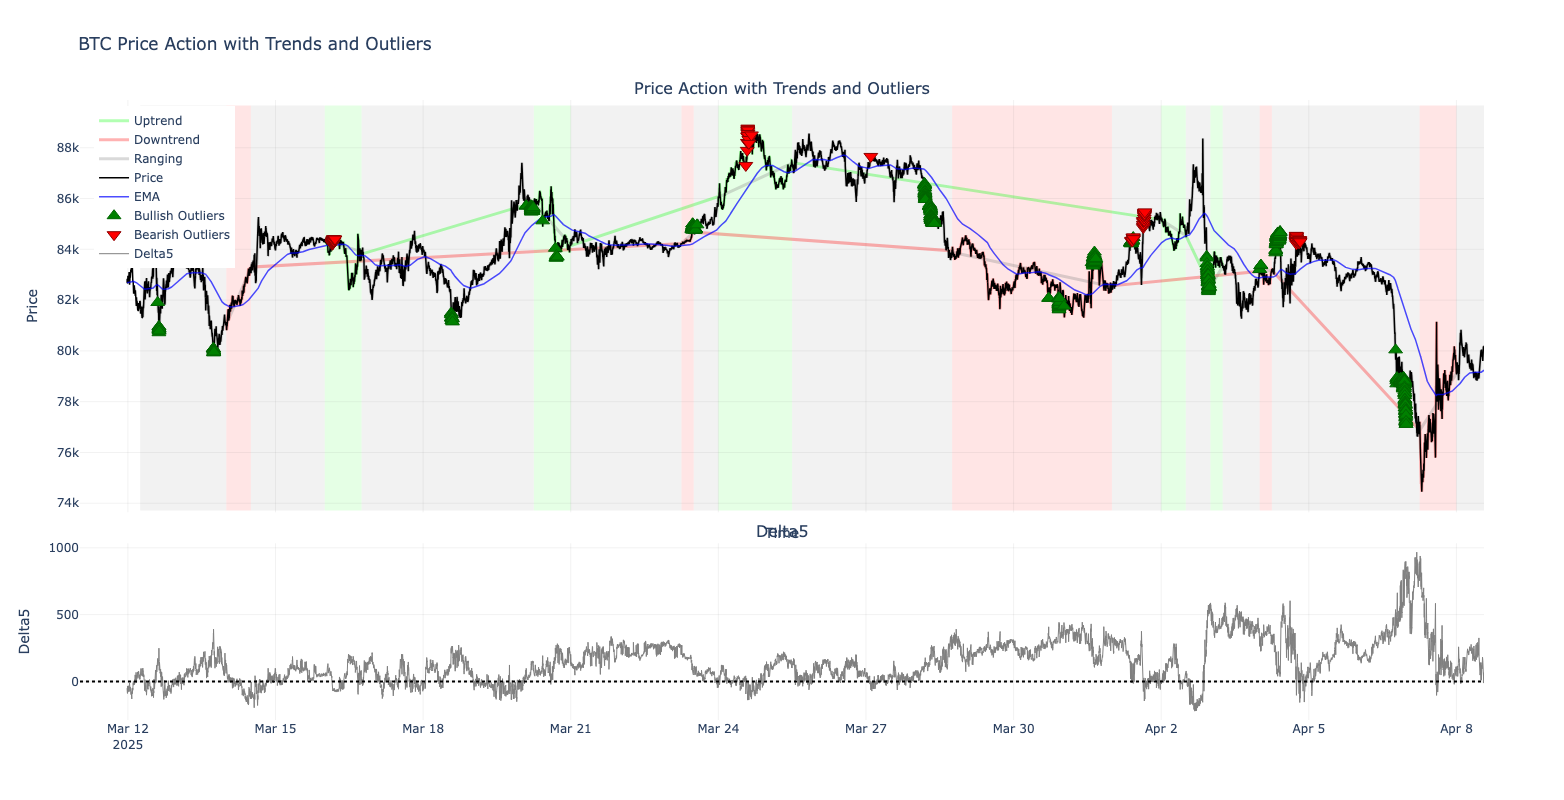 BTC Price Action with Trends and Outliers
Price Action with Trends and Outliers
Uptrend
Downtrend
Ranging
Price
EMA
Bullish Outliers
Bearish Outliers
Delta5
88k
86k
84k
82k
80k
78k
76k
74k
Price
Time
Delta5
1000
500
0
Delta5
Mar 12
2025
Mar 15
Mar 18
Mar 21
Mar 24
Mar 27
Mar 30
Apr 2
Apr 5
Apr 8